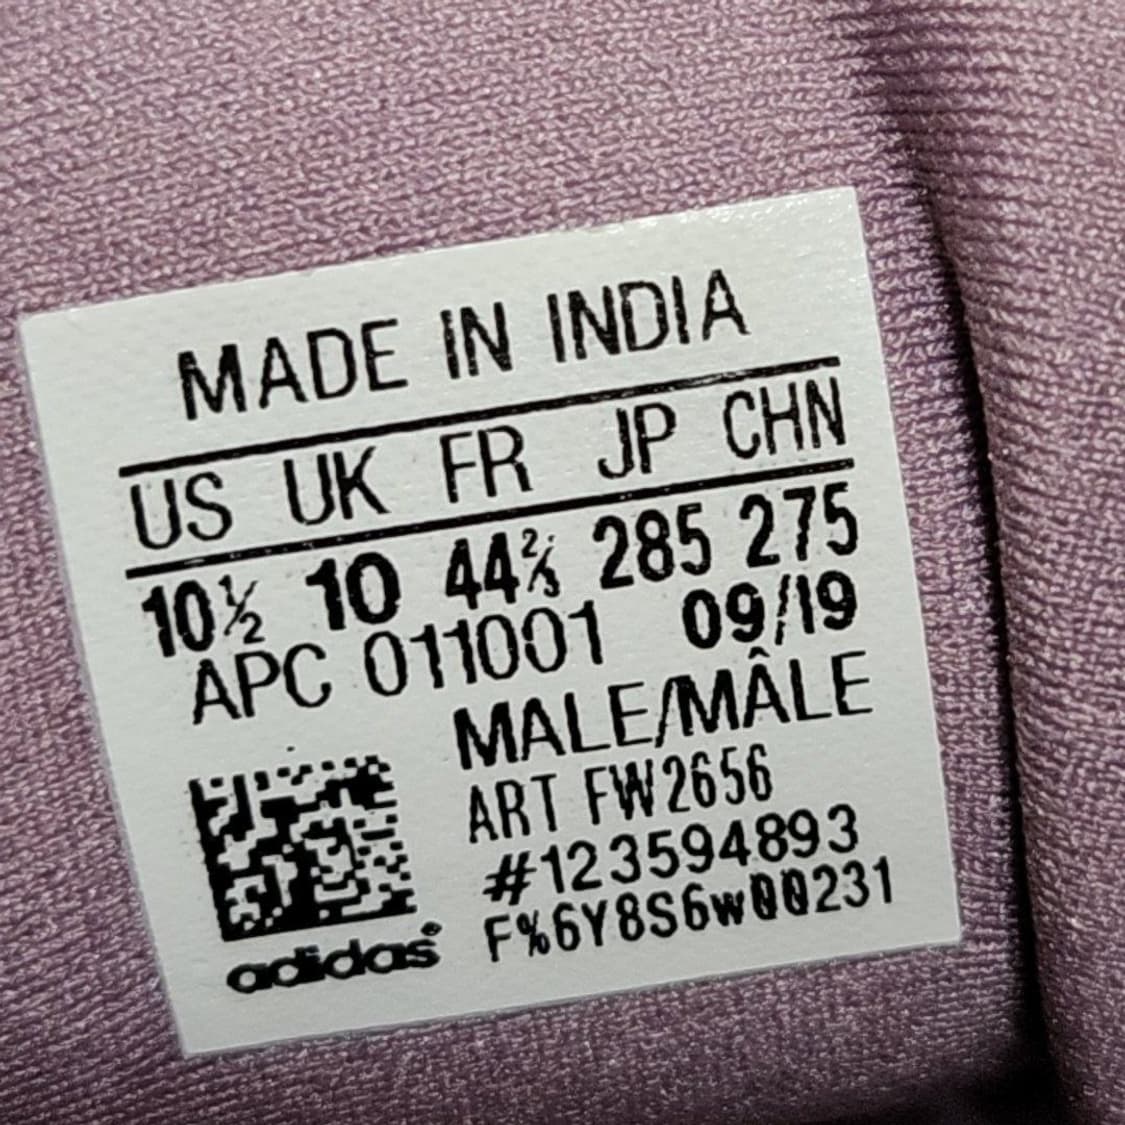 MADE IN INDIA
US UK FR JP CHN
10½ 10 44⅔ 285 275
APC 011001 09/19
MALE/MÂLE
ART FW2656
#123594893
F%6Y8S6w00231
adidas®